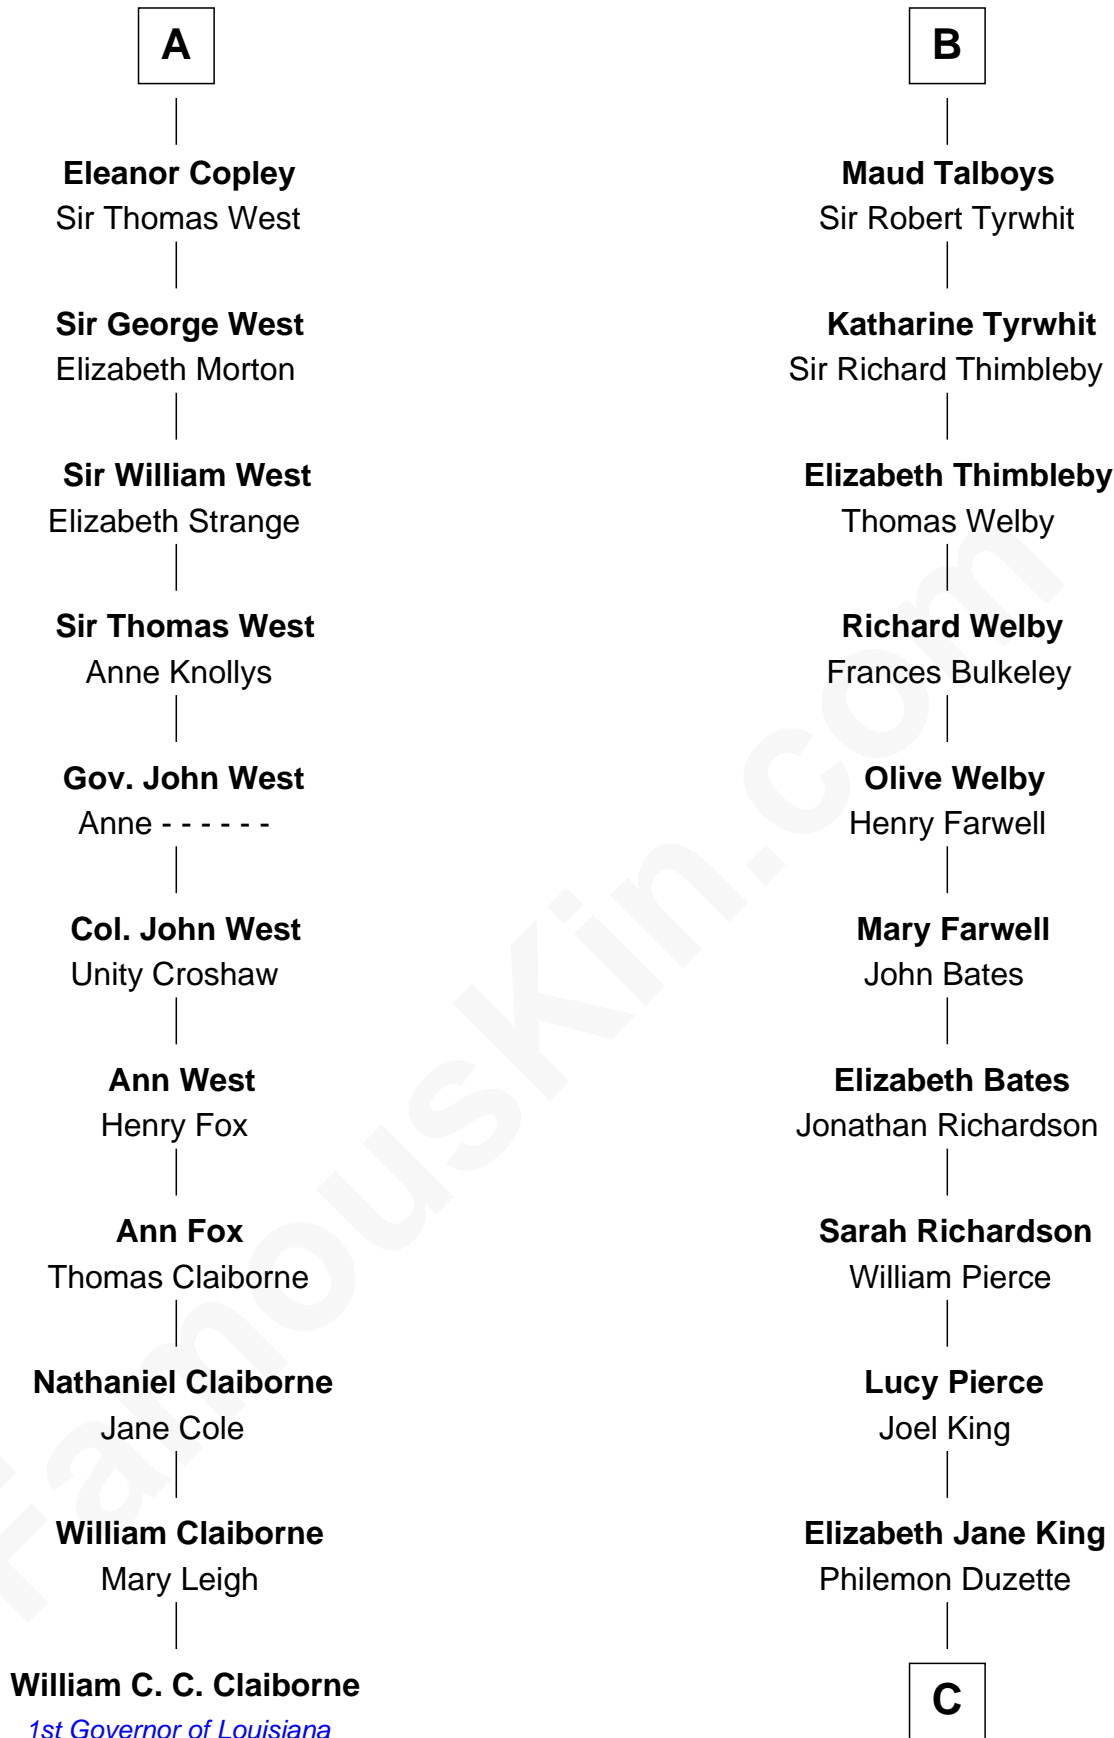 A
Eleanor Copley
Sir Thomas West
Sir George West
Elizabeth Morton
Sir William West
Elizabeth Strange
Sir Thomas West
Anne Knollys
Gov. John West
Anne - - - - - -
Col. John West
Unity Croshaw
Ann West
Henry Fox
Ann Fox
Thomas Claiborne
Nathaniel Claiborne
Jane Cole
William Claiborne
Mary Leigh
William C. C. Claiborne
1st Governor of Louisiana
B
Maud Talboys
Sir Robert Tyrwhit
Katharine Tyrwhit
Sir Richard Thimbleby
Elizabeth Thimbleby
Thomas Welby
Richard Welby
Frances Bulkeley
Olive Welby
Henry Farwell
Mary Farwell
John Bates
Elizabeth Bates
Jonathan Richardson
Sarah Richardson
William Pierce
Lucy Pierce
Joel King
Elizabeth Jane King
Philemon Duzette
C
FamousKin.com